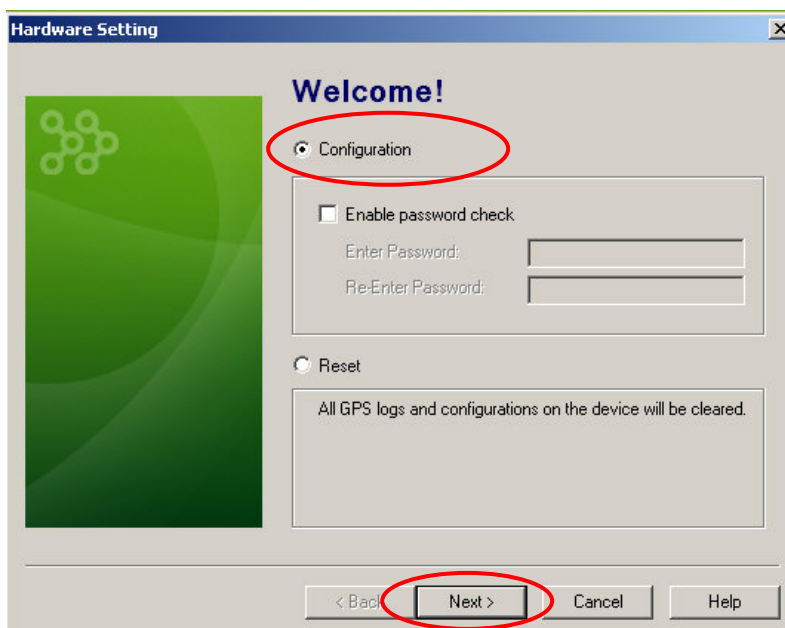 Hardware Setting
Welcome!
Configuration
Enable password check
Enter Password:
Re-Enter Password:
Reset
All GPS logs and configurations on the device will be cleared.
< Back Next > Cancel Help